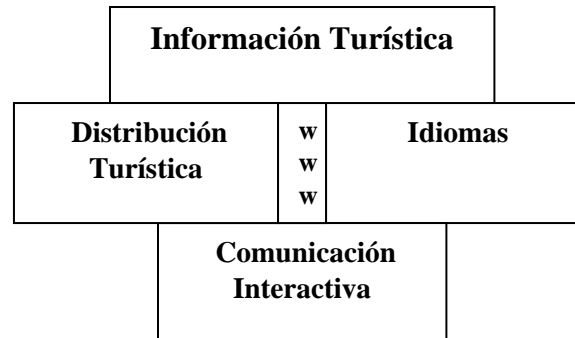 Información Turística
Distribución
Turística
w
w
w
Idiomas
Comunicación
Interactiva